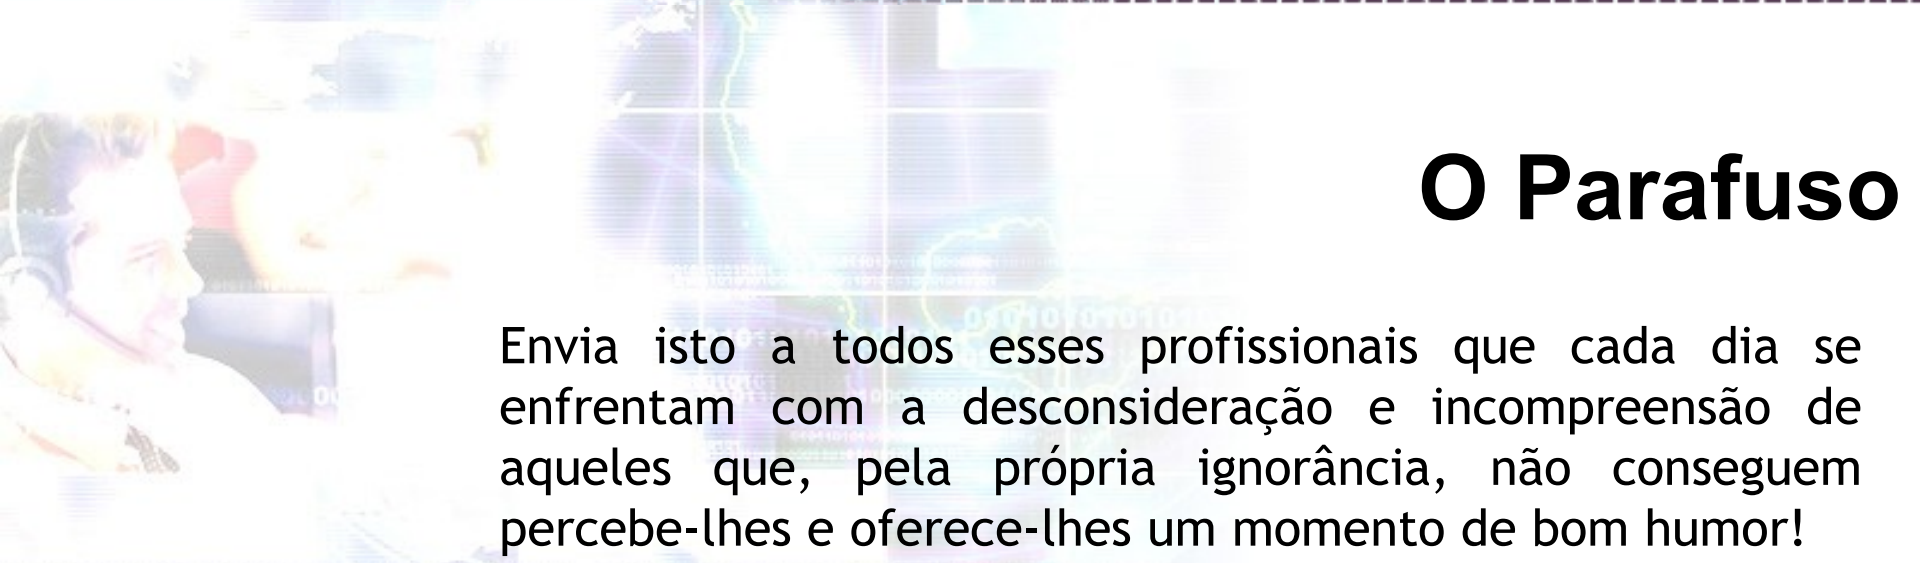 O Parafuso
Envia isto a todos esses profissionais que cada dia se
enfrentam com a desconsideração e incompreensão de
aqueles que, pela própria ignorância, não conseguem
percebe-lhes e oferece-lhes um momento de bom humor!